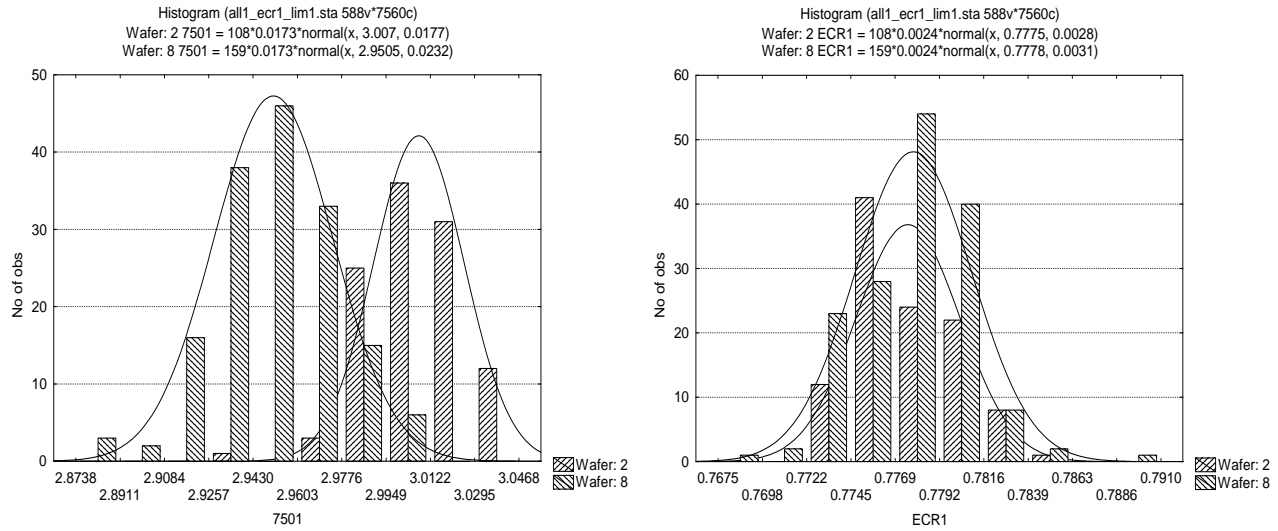 Histogram (all1_ecr1_lim1.sta 588v*7560c)
Wafer: 2 7501 = 108*0.0173*normal(x, 3.007, 0.0177)
Wafer: 8 7501 = 159*0.0173*normal(x, 2.9505, 0.0232)
No of obs
50
40
30
20
10
0
2.8738 2.9084 2.9430 2.9776 3.0122 3.0468
2.8911 2.9257 2.9603 2.9949 3.0295
7501
Wafer: 2
Wafer: 8
Histogram (all1_ecr1_lim1.sta 588v*7560c)
Wafer: 2 ECR1 = 108*0.0024*normal(x, 0.7775, 0.0028)
Wafer: 8 ECR1 = 159*0.0024*normal(x, 0.7778, 0.0031)
No of obs
60
50
40
30
20
10
0
0.7675 0.7722 0.7769 0.7816 0.7863 0.7910
0.7698 0.7745 0.7792 0.7839 0.7886
ECR1
Wafer: 2
Wafer: 8